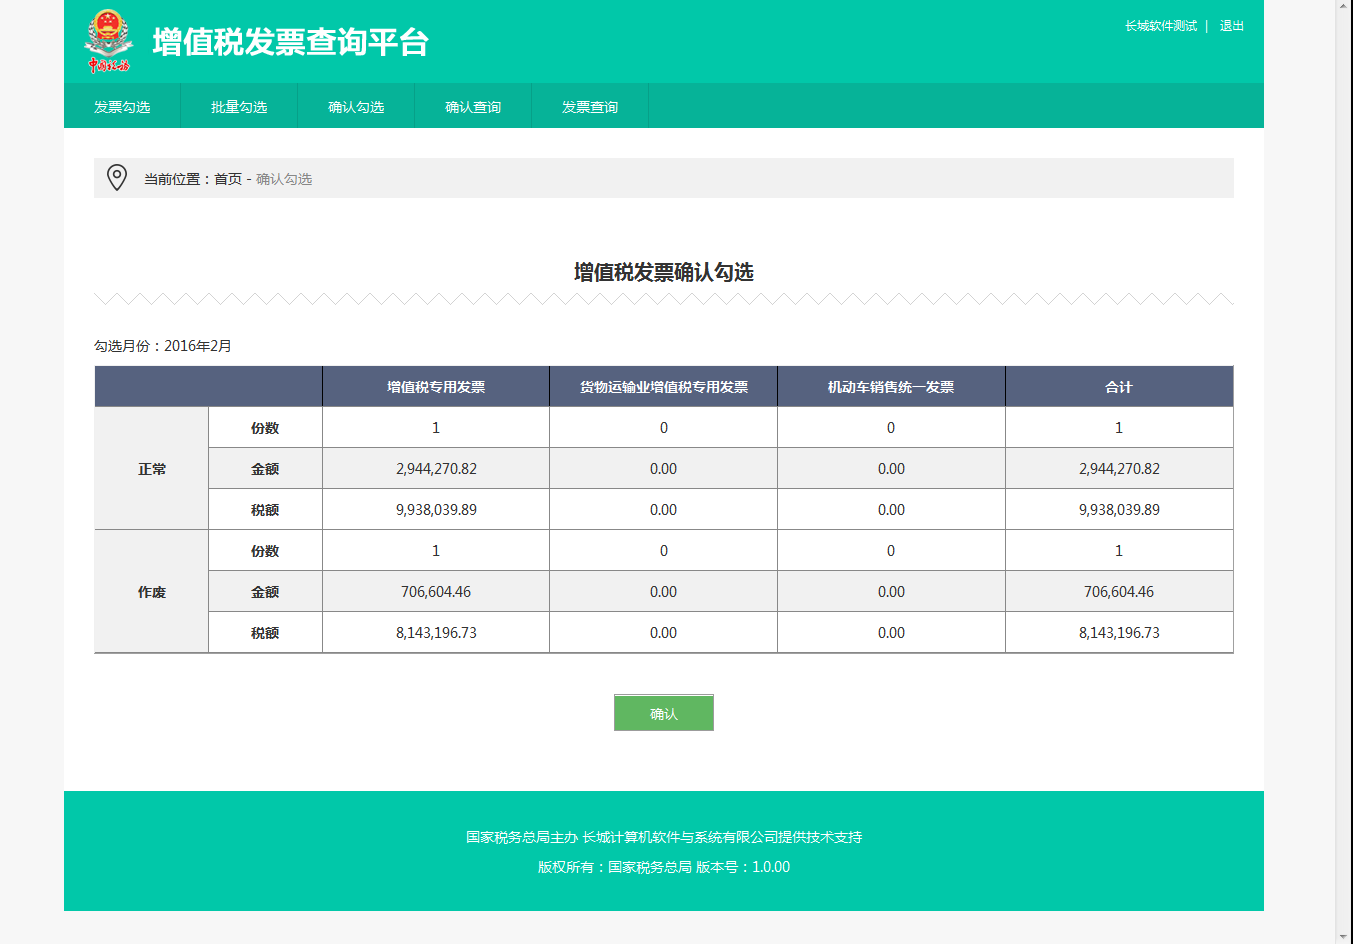 中国税务
增值税发票查询平台
长城软件测试 | 退出
发票勾选 批量勾选 确认勾选 确认查询 发票查询
当前位置：首页 - 确认勾选
增值税发票确认勾选
勾选月份：2016年2月
增值税专用发票 货物运输业增值税专用发票 机动车销售统一发票 合计
正常
份数 1 0 0 1
金额 2,944,270.82 0.00 0.00 2,944,270.82
税额 9,938,039.89 0.00 0.00 9,938,039.89
作废
份数 1 0 0 1
金额 706,604.46 0.00 0.00 706,604.46
税额 8,143,196.73 0.00 0.00 8,143,196.73
确认
国家税务总局主办 长城计算机软件与系统有限公司提供技术支持
版权所有：国家税务总局 版本号：1.0.00